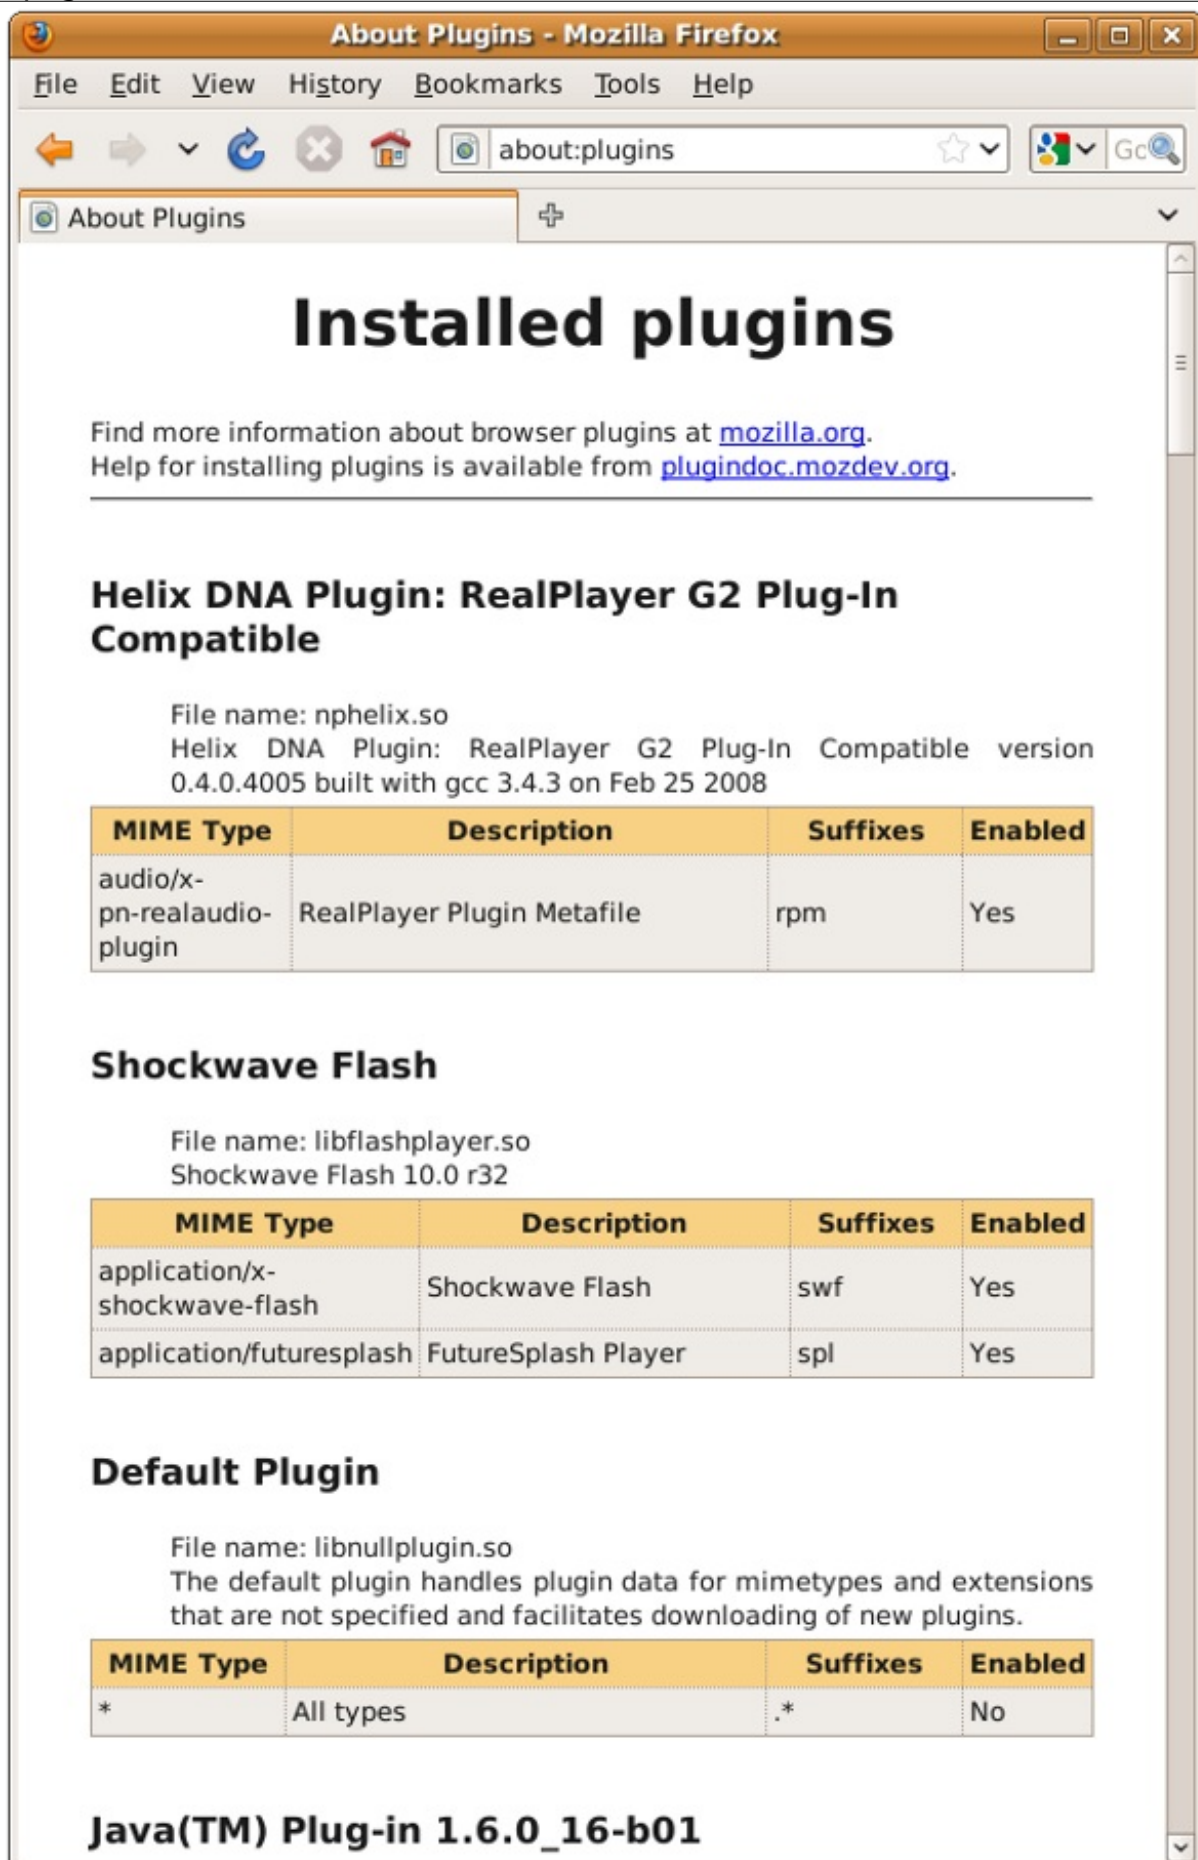 About Plugins - Mozilla Firefox
File Edit View History Bookmarks Tools Help
about:plugins
About Plugins
Installed plugins
Find more information about browser plugins at mozilla.org.
Help for installing plugins is available from plugindoc.mozdev.org.
Helix DNA Plugin: RealPlayer G2 Plug-In
Compatible
File name: nphelix.so
Helix DNA Plugin: RealPlayer G2 Plug-In Compatible version
0.4.0.4005 built with gcc 3.4.3 on Feb 25 2008
MIME Type Description Suffixes Enabled
audio/x-
pn-realaudio- RealPlayer Plugin Metafile rpm Yes
plugin
Shockwave Flash
File name: libflashplayer.so
Shockwave Flash 10.0 r32
MIME Type Description Suffixes Enabled
application/x-
shockwave-flash Shockwave Flash swf Yes
application/futuresplash FutureSplash Player spl Yes
Default Plugin
File name: libnullplugin.so
The default plugin handles plugin data for mimetypes and extensions
that are not specified and facilitates downloading of new plugins.
MIME Type Description Suffixes Enabled
* All types .* No
Java(TM) Plug-in 1.6.0_16-b01